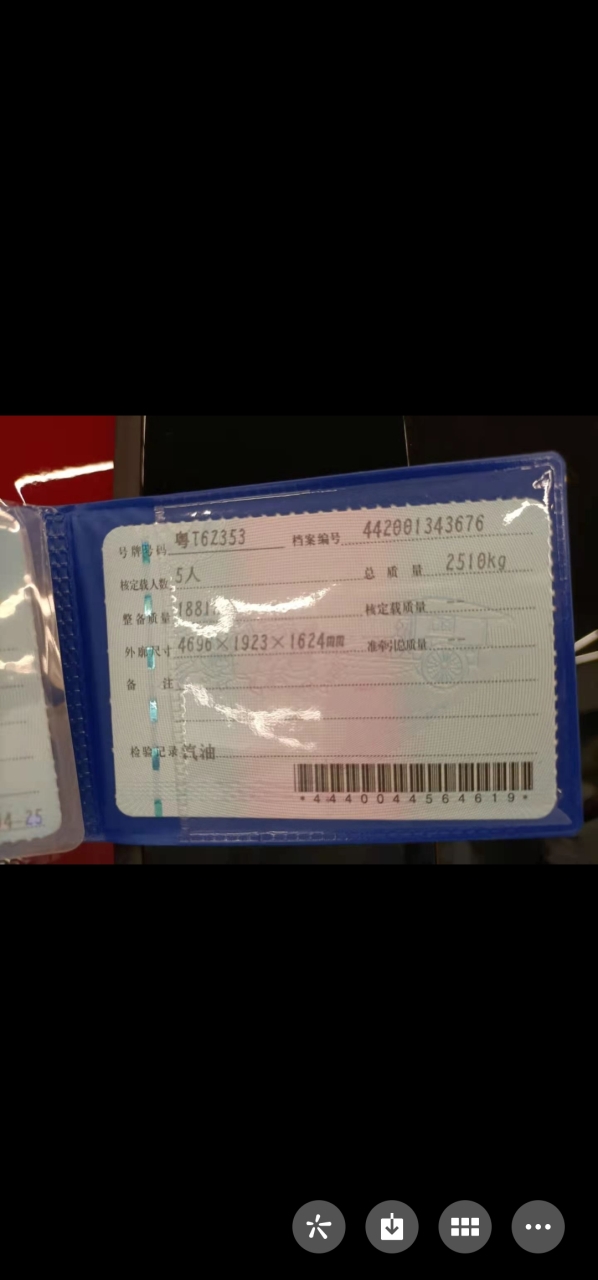 号牌号码 粤T6Z353 档案编号 442001343676
核定载人数 5人 总质量 2510kg
整备质量 核定载质量 --
外廓尺寸 4696×1923×1624mm 准牵引总质量 --
备注
检验记录 汽油
*4440044564619*
25